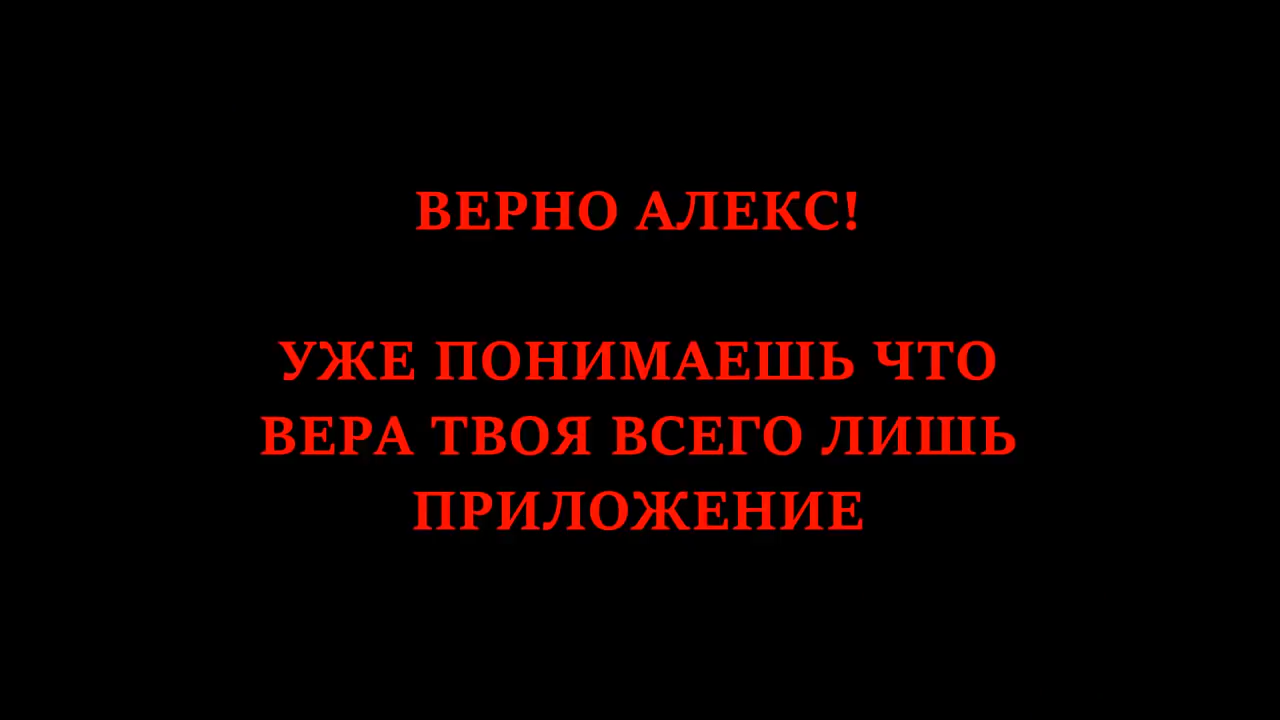 ВЕРНО АЛЕКС!
УЖЕ ПОНИМАЕШЬ ЧТО
ВЕРА ТВОЯ ВСЕГО ЛИШЬ
ПРИЛОЖЕНИЕ